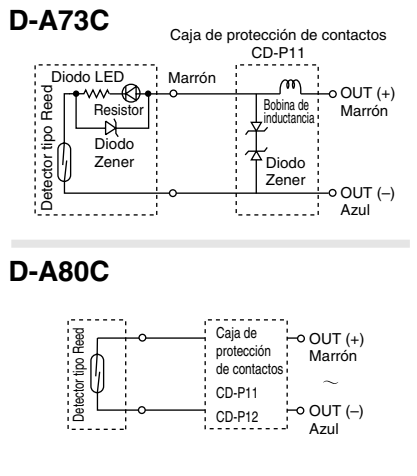 D-A73C
Caja de protección de contactos
CD-P11
Diodo LED
Marrón
OUT (+)
Marrón
Resistor
Bobina de
inductancia
Diodo
Zener
Diodo
Zener
Detector tipo Reed
OUT (–)
Azul
D-A80C
Detector tipo Reed
Caja de
protección
de contactos
CD-P11
CD-P12
OUT (+)
Marrón
~
OUT (–)
Azul